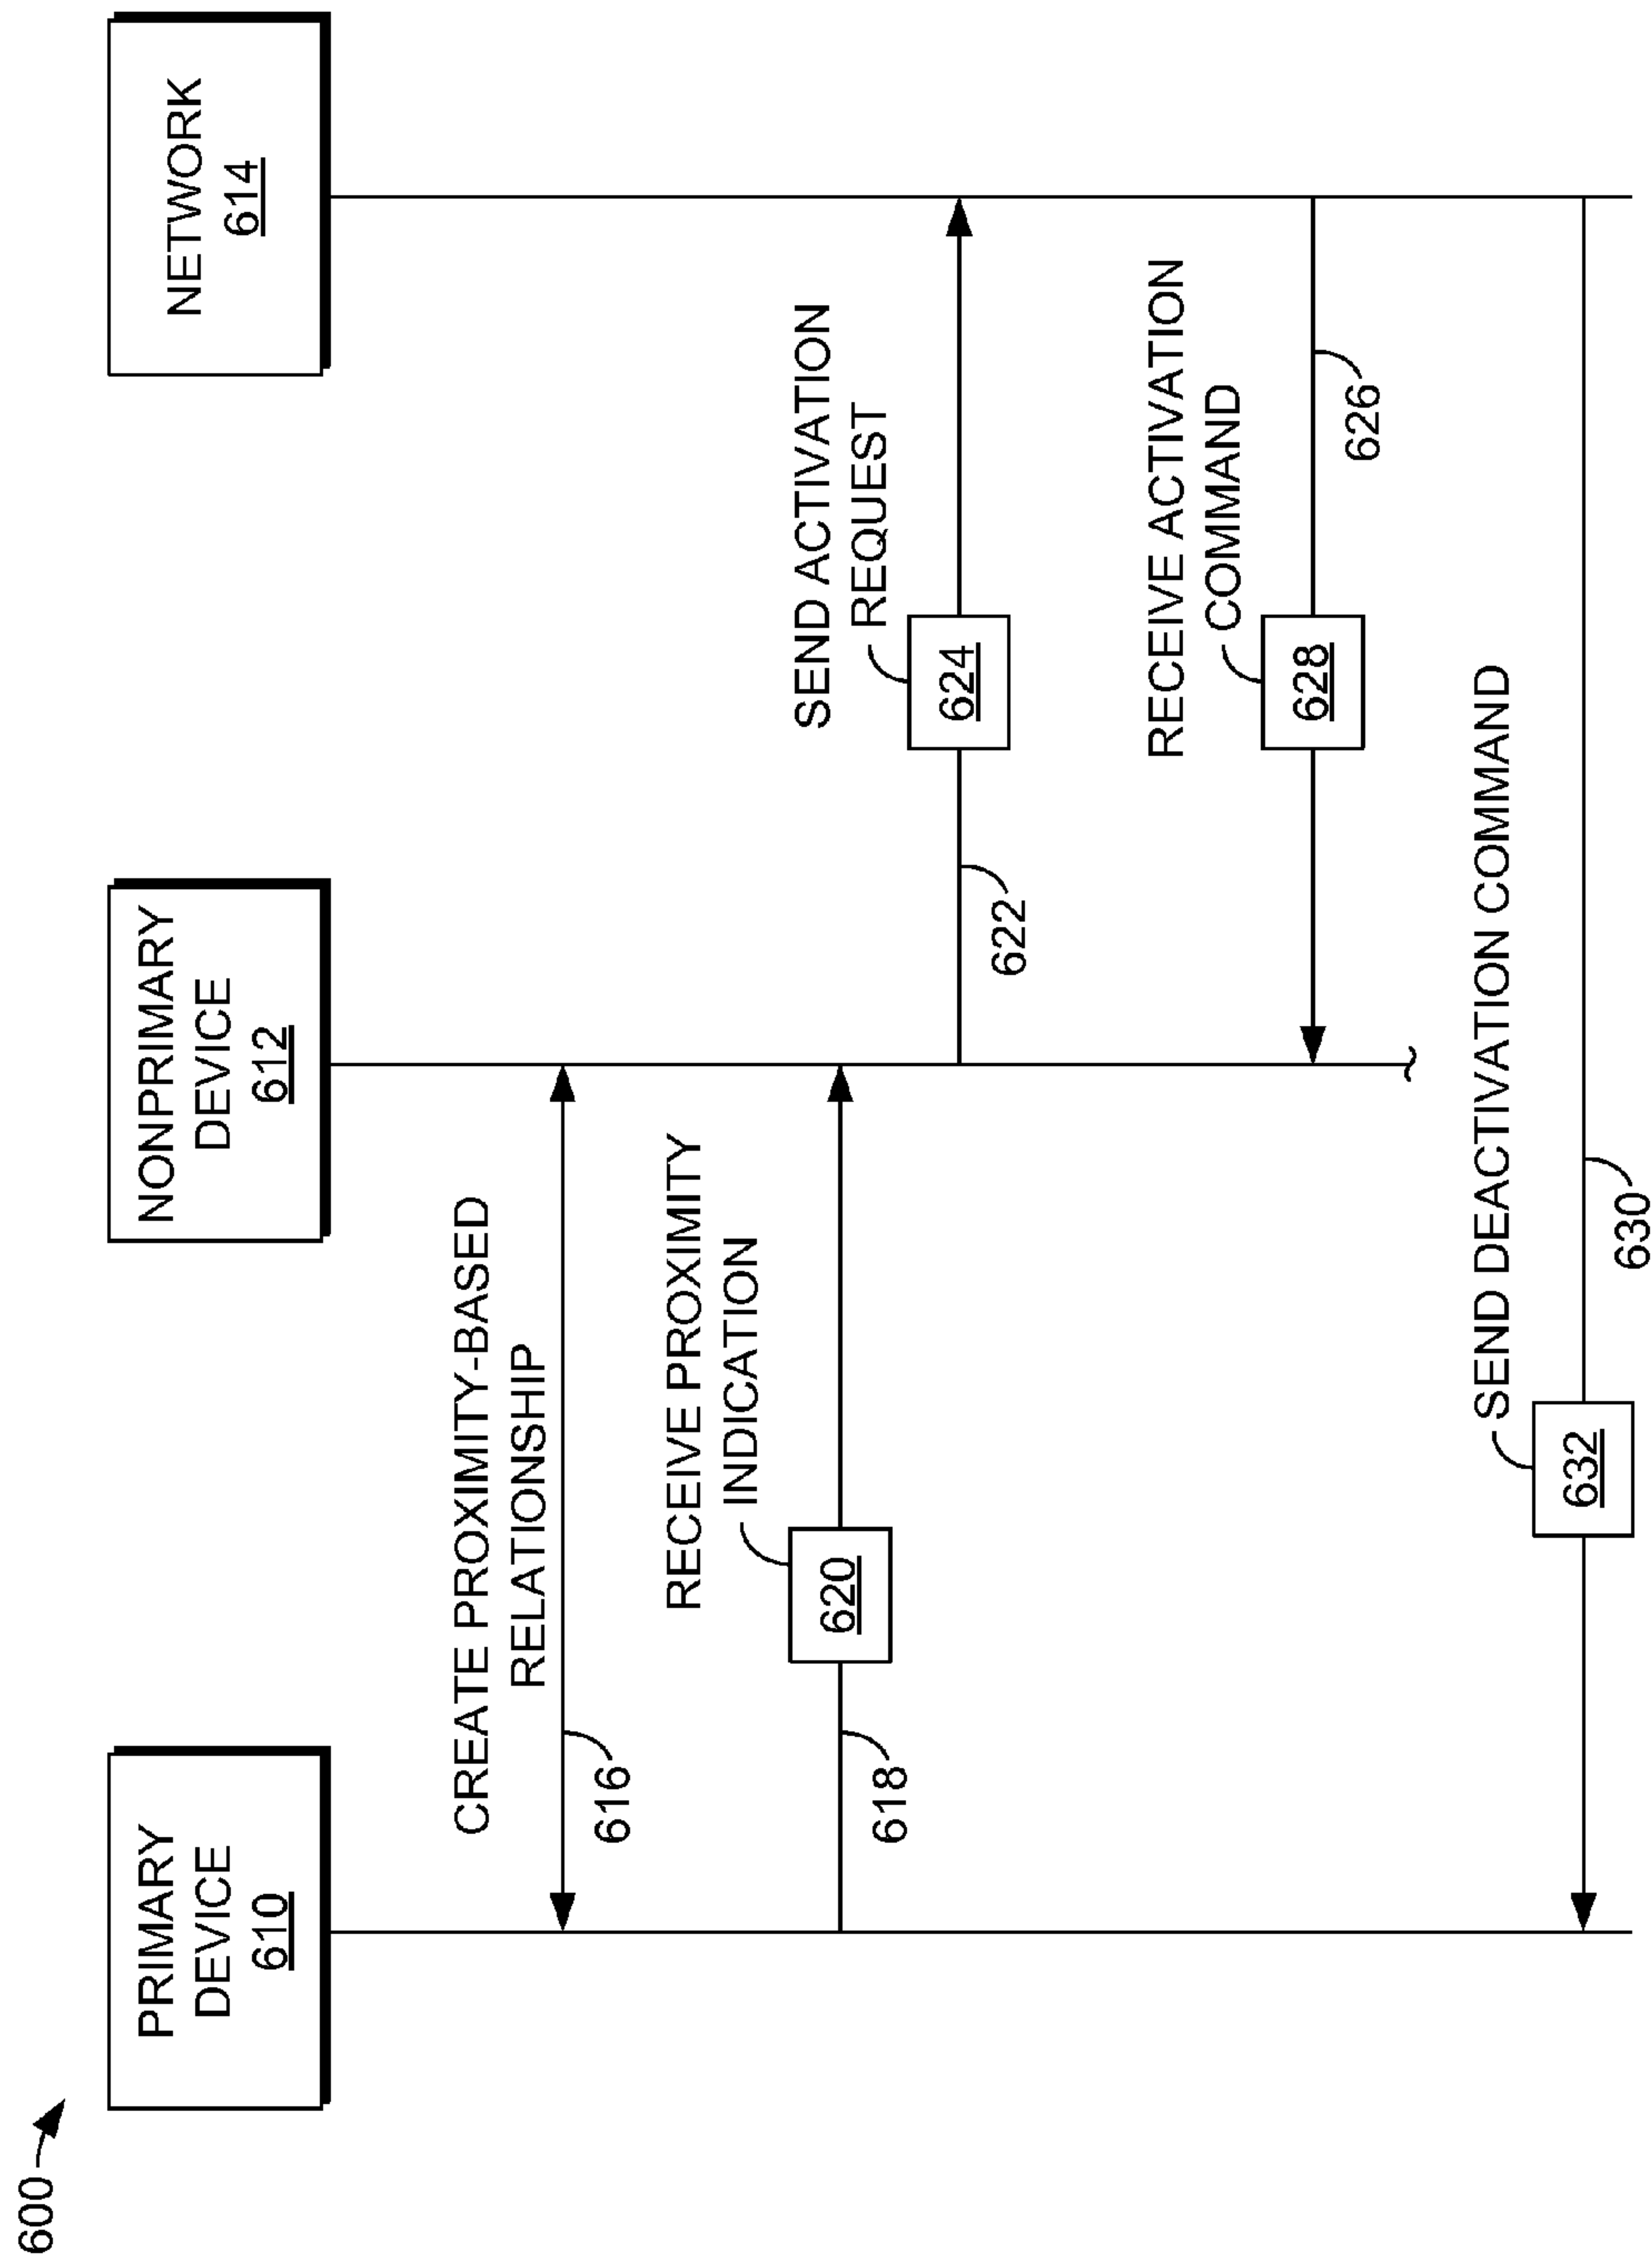 600
PRIMARY
DEVICE
610
NONPRIMARY
DEVICE
612
NETWORK
614
CREATE PROXIMITY-BASED
RELATIONSHIP
616
RECEIVE PROXIMITY
INDICATION
620
618
SEND ACTIVATION
REQUEST
624
622
RECEIVE ACTIVATION
COMMAND
628
626
SEND DEACTIVATION COMMAND
632
630